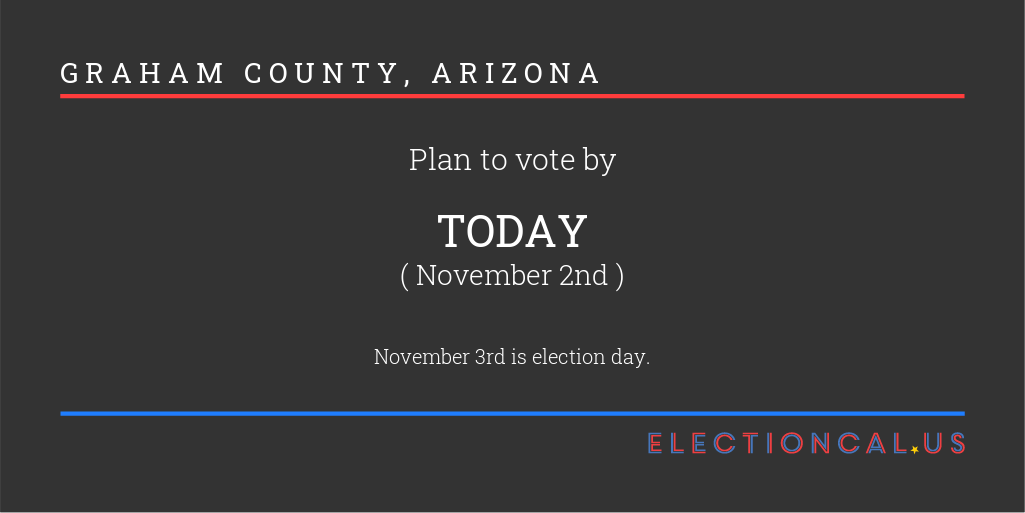 GRAHAM COUNTY, ARIZONA
Plan to vote by
TODAY
( November 2nd )
November 3rd is election day.
ELECTIONCAL.US